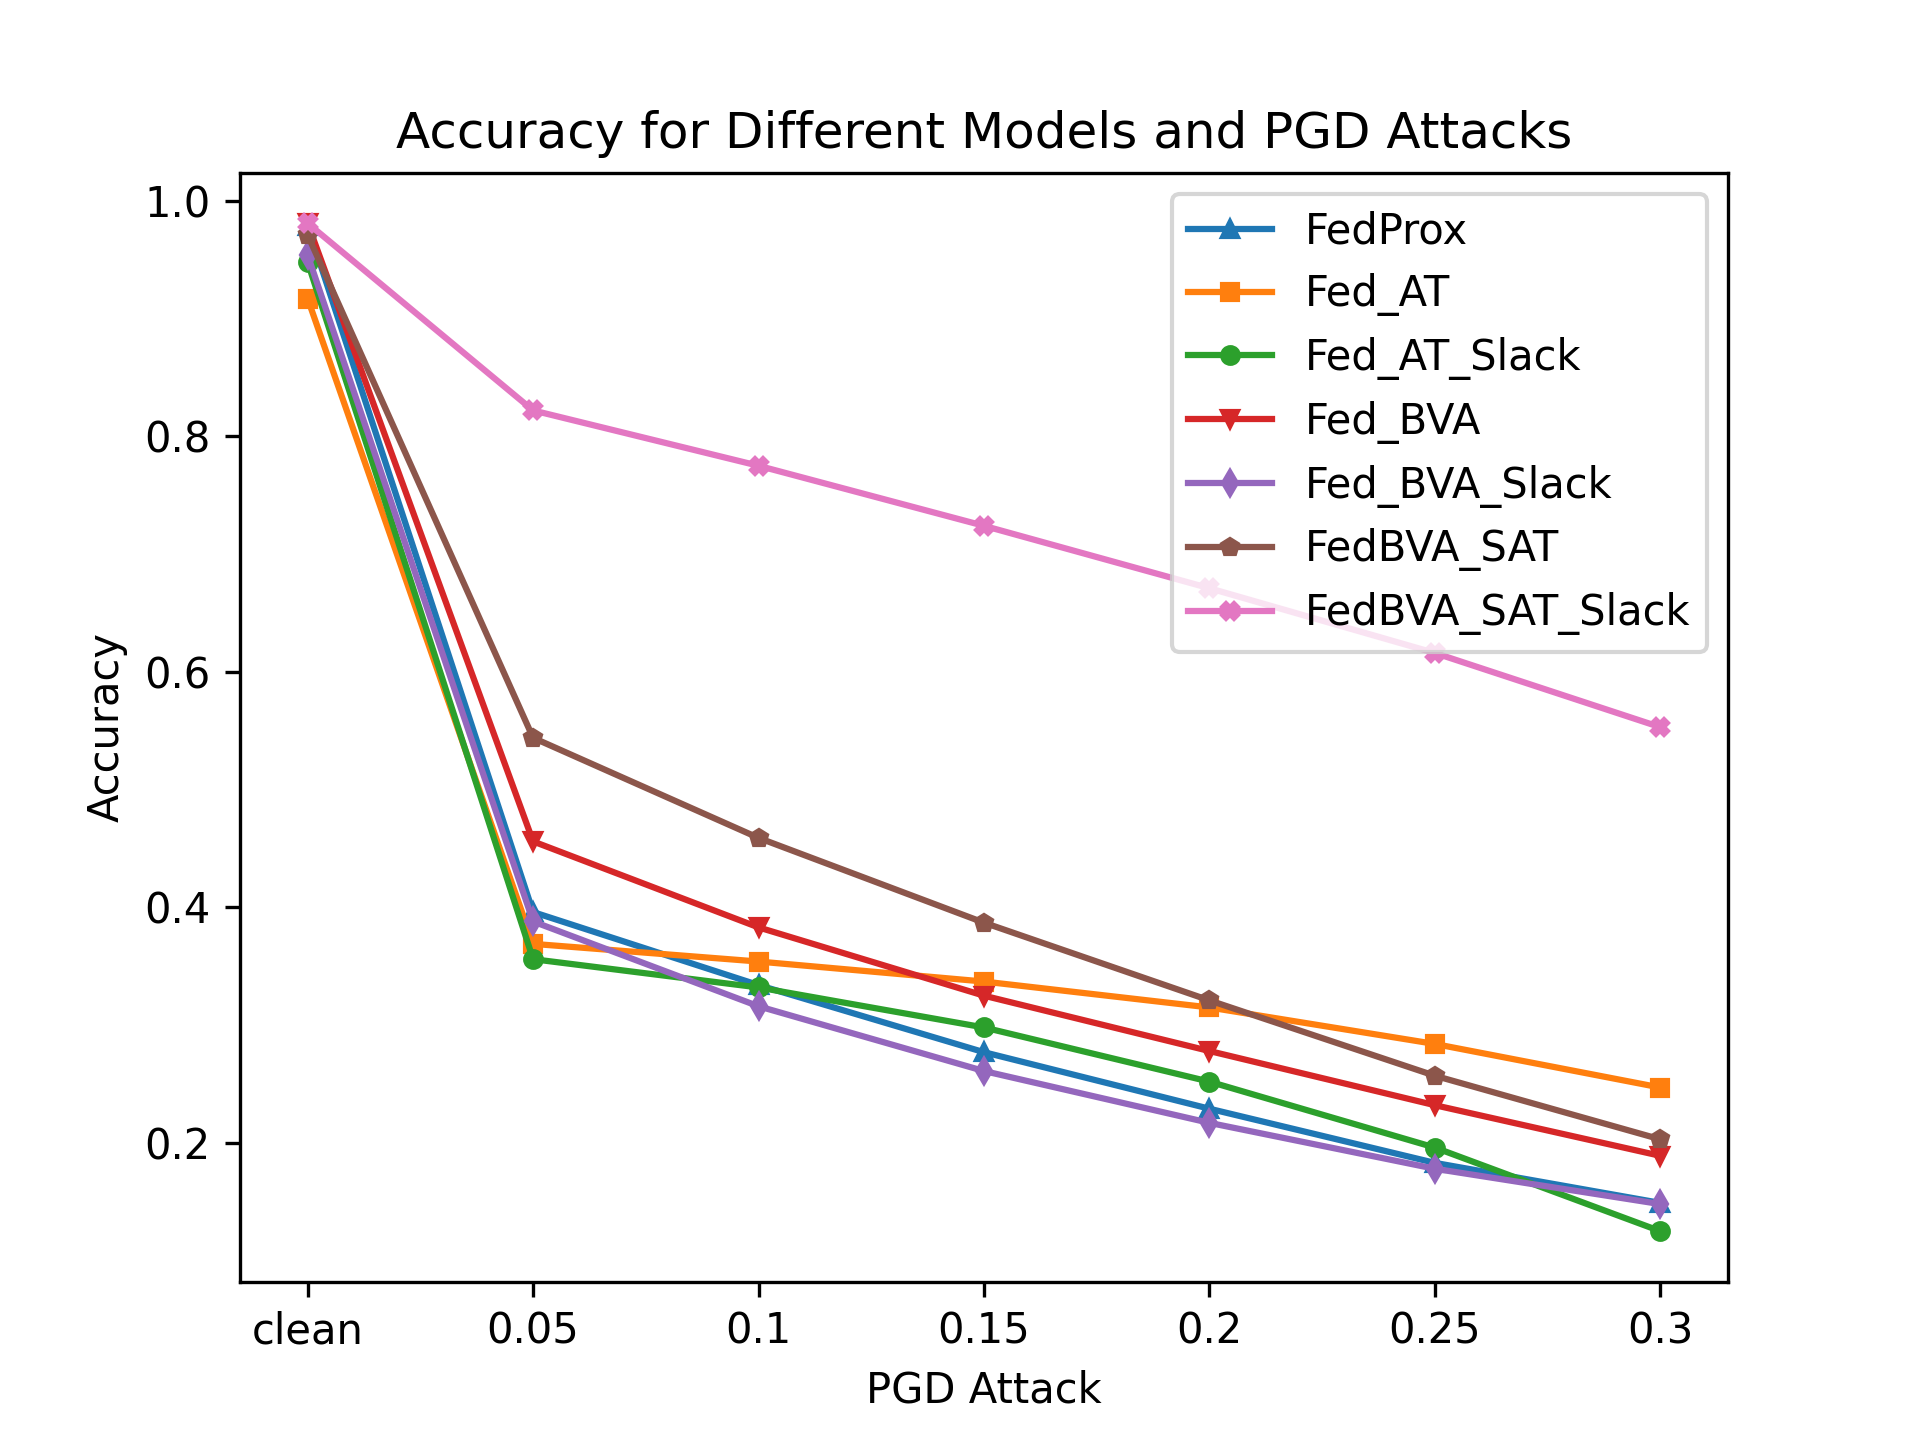 Accuracy for Different Models and PGD Attacks
1.0
0.8
0.6
0.4
0.2
Accuracy
FedProx
Fed_AT
Fed_AT_Slack
Fed_BVA
Fed_BVA_Slack
FedBVA_SAT
FedBVA_SAT_Slack
clean 0.05 0.1 0.15 0.2 0.25 0.3
PGD Attack